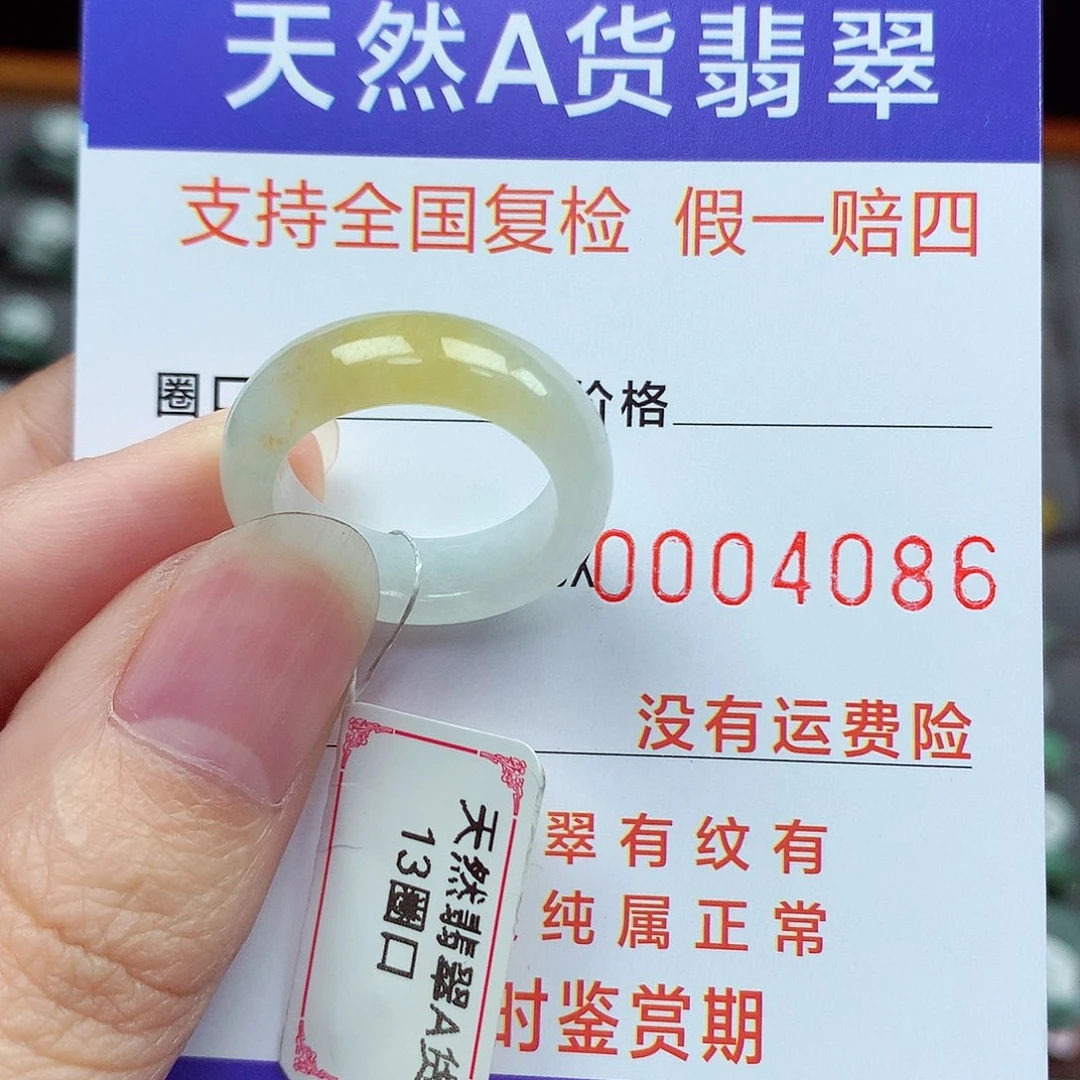 天然A货翡翠
支持全国复检 假一赔四
圈口 价格
0004086
没有运费险
翠有纹有
纯属正常
时鉴赏期
天然翡翠A货
13圈口